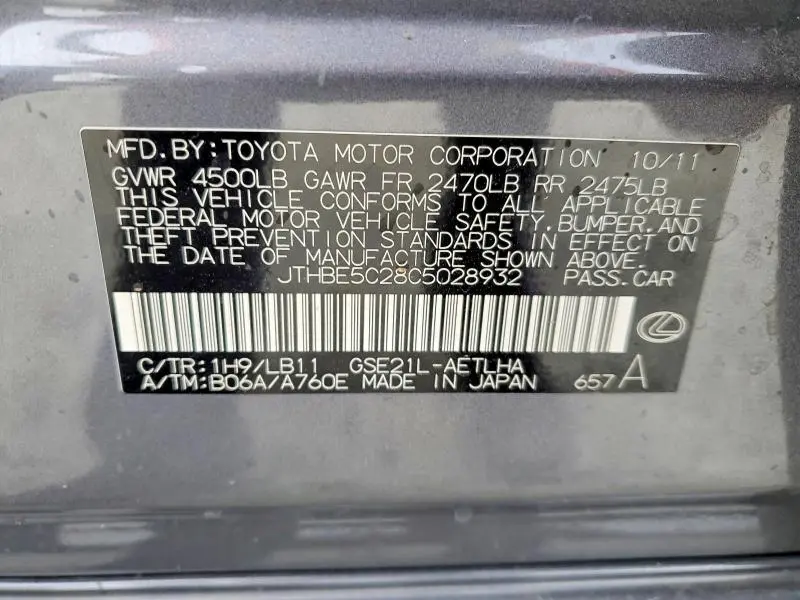 MFD.BY:TOYOTA MOTOR CORPORATION 10/11
GVWR 4500LB GAWR FR 2470LB RR 2475LB
THIS VEHICLE CONFORMS TO ALL APPLICABLE
FEDERAL MOTOR VEHICLE SAFETY,BUMPER,AND
THEFT PREVENTION STANDARDS IN EFFECT ON
THE DATE OF MANUFACTURE SHOWN ABOVE.
JTHBE5C28C5028932 PASS.CAR
C/TR:1H9/LB11 GSE21L-AETLHA
A/TM:B06A/A760E MADE IN JAPAN 657A